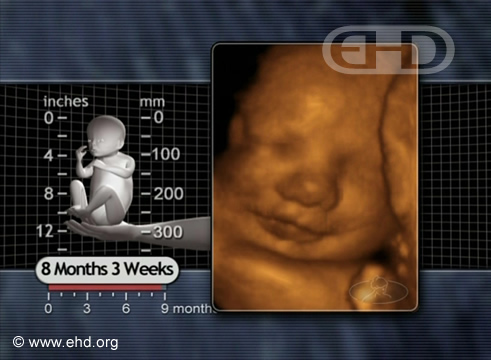 EHD
inches mm
0 0
4 100
8 200
12 300
8 Months 3 Weeks
0 3 6 9 months
© www.ehd.org